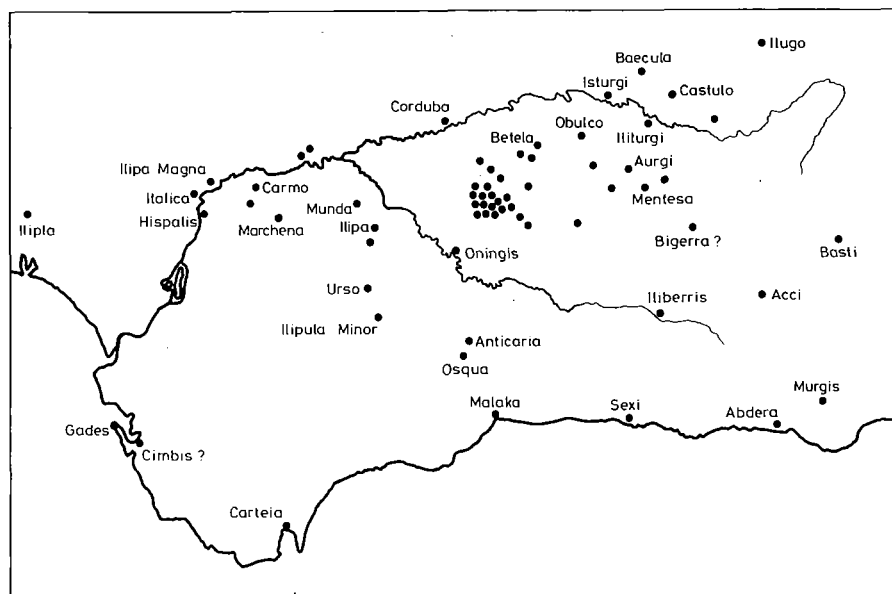 Ilugo
Baecula
Isturgi
Castulo
Corduba
Obulco
Iliturgi
Betela
Aurgi
Ilipa Magna
Carmo
Italica
Mentesa
Munda
Hispalis
Marchena
Ilipa
Ilipla
Bigerra ?
Oningis
Basti
Urso
Acci
Iliberris
Ilipula Minor
Anticaria
Osqua
Murgis
Malaka
Sexi
Abdera
Gades
Cimbis ?
Carteia